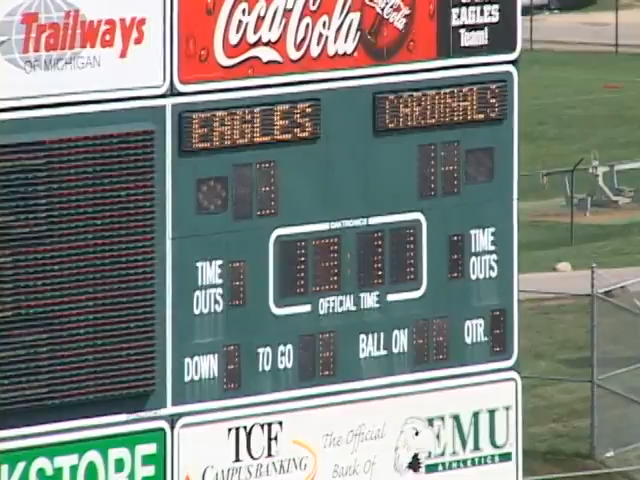 Trailways
OF MICHIGAN
Coca-Cola
Coca-Cola
EAGLES
Team!
EAGLES
CARDINALS
DAKTRONICS
TIME
OUTS
OFFICIAL TIME
TIME
OUTS
DOWN
TO GO
BALL ON
QTR.
KSTORE
TCF
CAMPUS BANKING
The Official
Bank Of
EMU
ATHLETICS